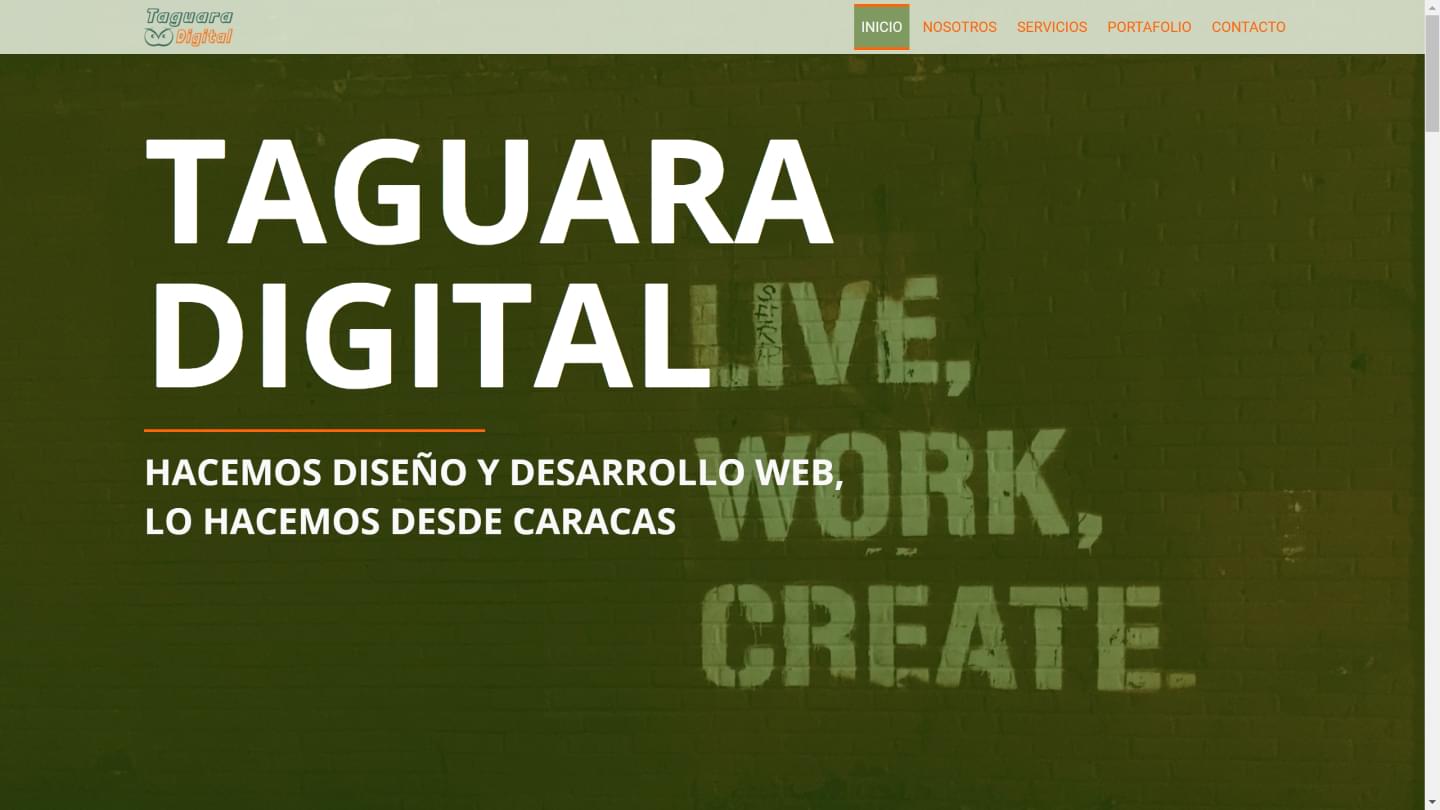 Taguara
Digital
INICIO NOSOTROS SERVICIOS PORTAFOLIO CONTACTO
TAGUARA
DIGITAL
HACEMOS DISEÑO Y DESARROLLO WEB,
LO HACEMOS DESDE CARACAS
LIVE,
WORK,
CREATE.